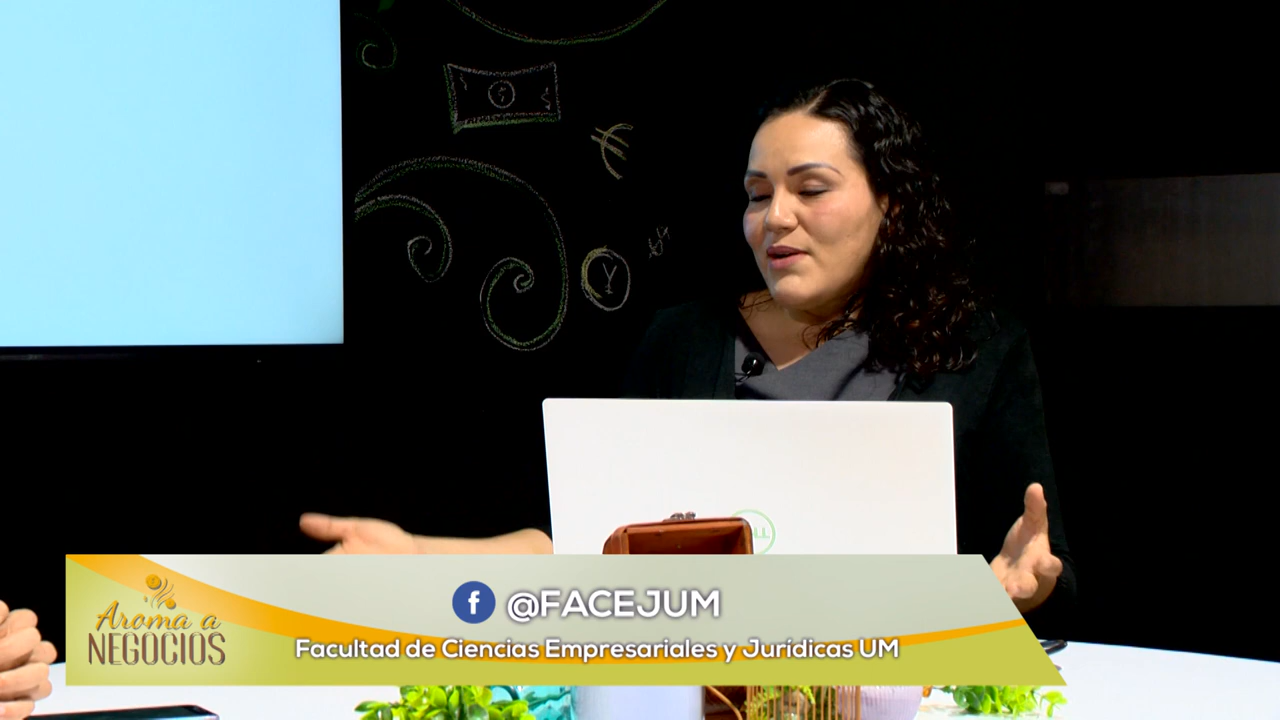 @FACEJUM
Aroma a
NEGOCIOS
Facultad de Ciencias Empresariales y Jurídicas UM